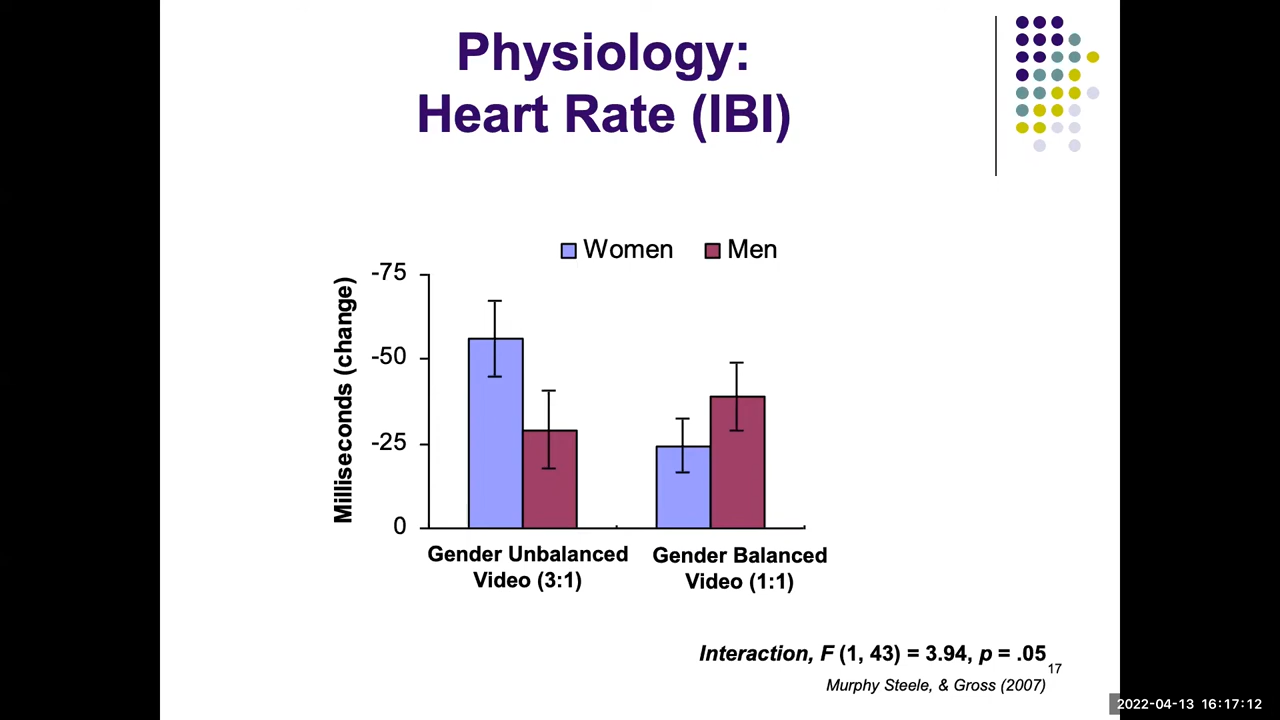 Physiology:
Heart Rate (IBI)
Women Men
Milliseconds (change)
-75
-50
-25
0
Gender Unbalanced
Video (3:1)
Gender Balanced
Video (1:1)
Interaction, F (1, 43) = 3.94, p = .05
17
Murphy Steele, & Gross (2007)
2022-04-13 16:17:12